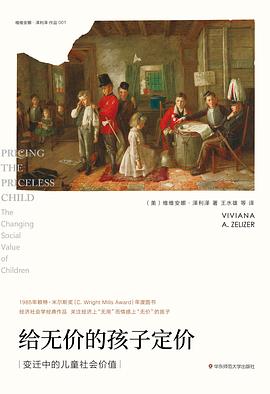 维维安娜·泽利泽 作品 001
PRICING
THE
PRICELESS
CHILD
The
Changing
Social
Value
of
Children
(美)维维安娜·泽利泽 著 王水雄 等 译
VIVIANA
A. ZELIZER
1985年赖特·米尔斯奖(C. Wright Mills Award)年度图书
经济社会学经典作品 关注经济上“无用”而情感上“无价”的孩子
给无价的孩子定价
变迁中的儿童社会价值
华东师范大学出版社